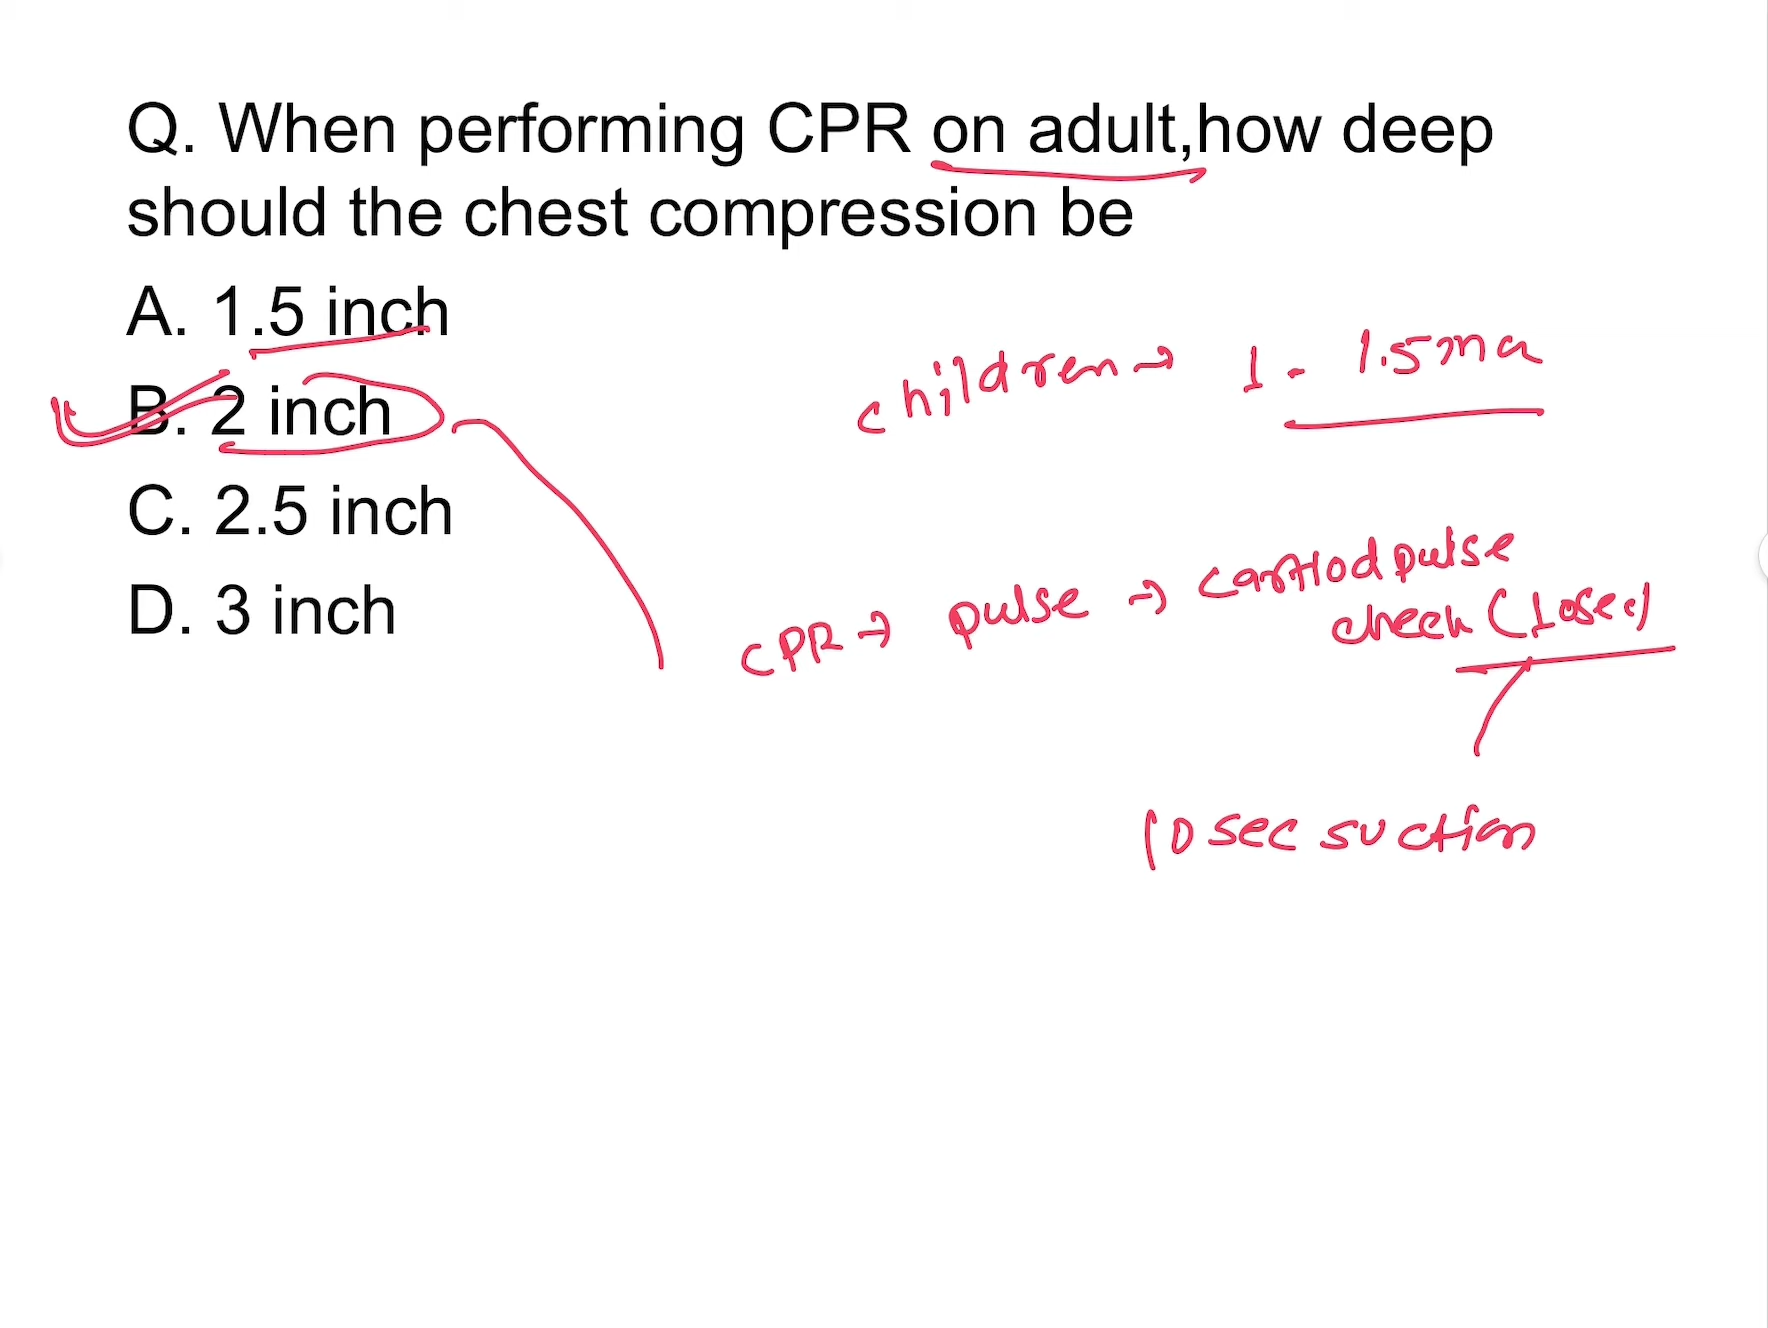 Q. When performing CPR on adult,how deep
should the chest compression be
A. 1.5 inch
B. 2 inch
C. 2.5 inch
D. 3 inch
children → 1 - 1.5
CPR → pulse → pulse
check (10sec)
10 sec suction